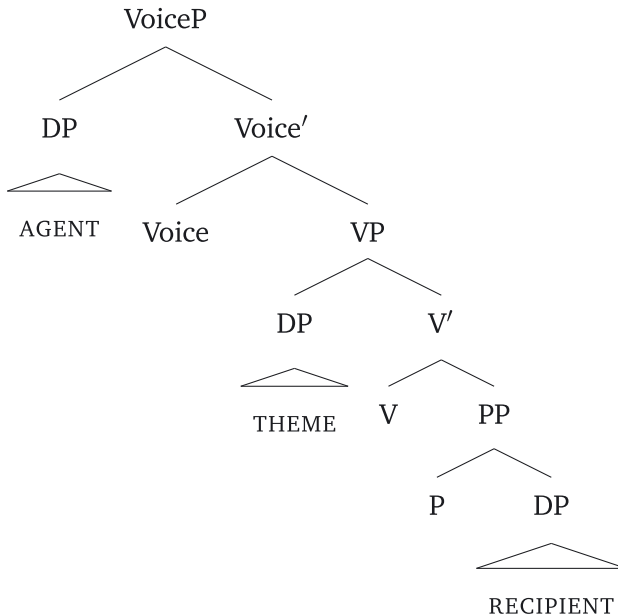 VoiceP
DP Voice′
AGENT Voice VP
DP V′
THEME V PP
P DP
RECIPIENT